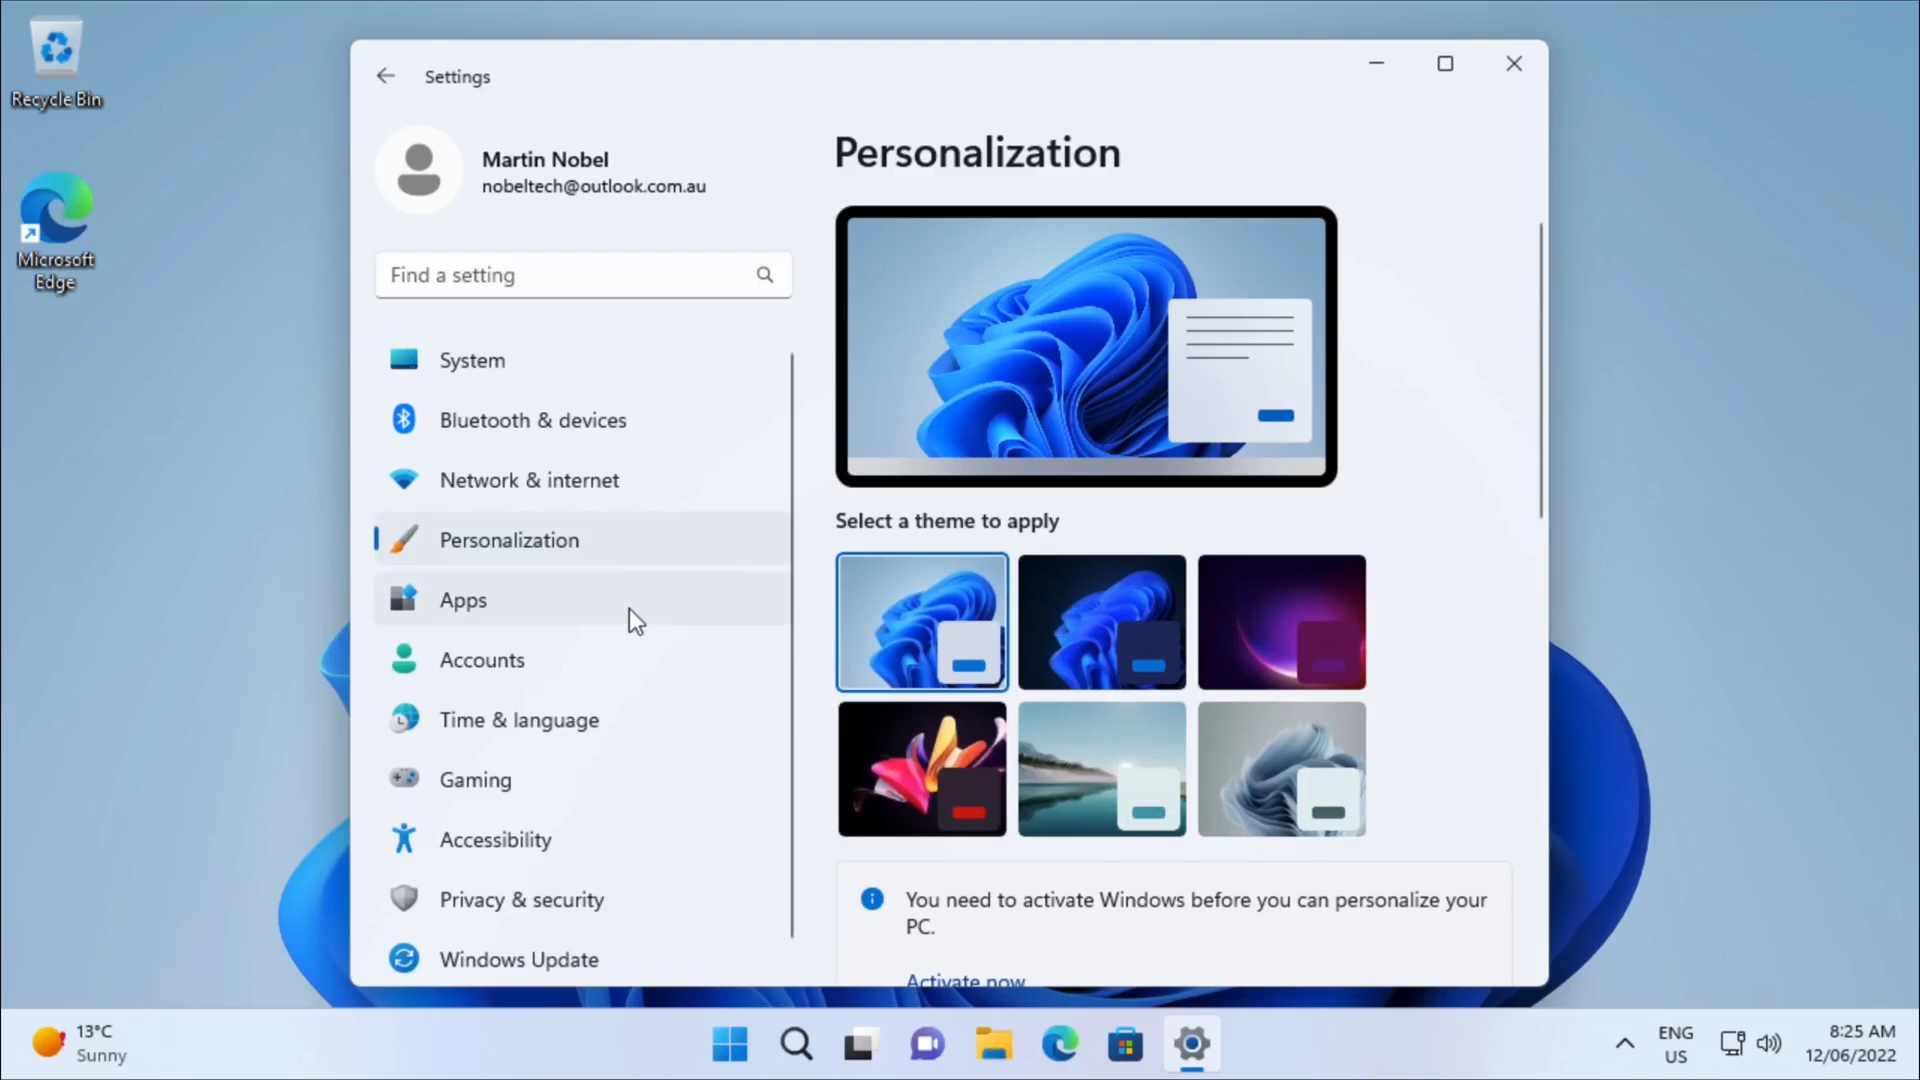 Recycle Bin
Microsoft
Edge
Settings
Martin Nobel
nobeltech@outlook.com.au
Find a setting
System
Bluetooth & devices
Network & internet
Personalization
Apps
Accounts
Time & language
Gaming
Accessibility
Privacy & security
Windows Update
Personalization
Select a theme to apply
You need to activate Windows before you can personalize your
PC.
Activate now
13°C
Sunny
ENG
US
8:25 AM
12/06/2022